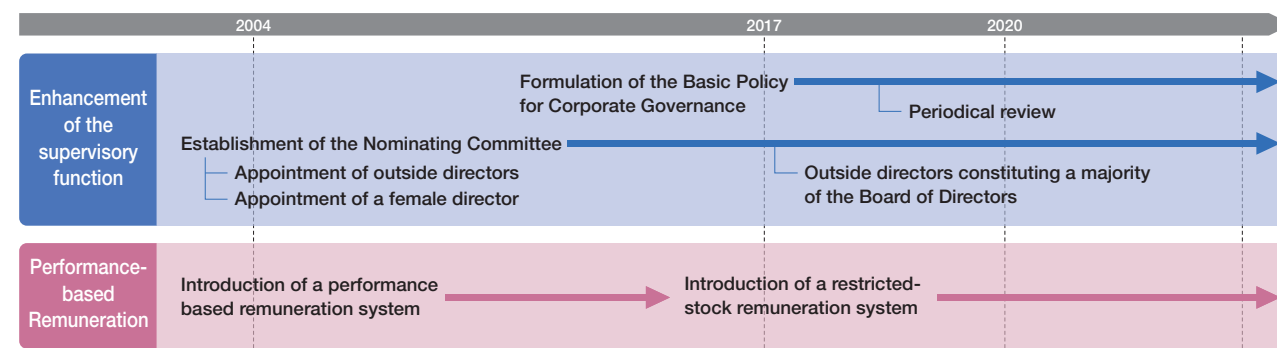 2004
2017
2020
Enhancement
of the
supervisory
function
Formulation of the Basic Policy
for Corporate Governance
Periodical review
Establishment of the Nominating Committee
Appointment of outside directors
Appointment of a female director
Outside directors constituting a majority
of the Board of Directors
Performance-
based
Remuneration
Introduction of a performance
based remuneration system
Introduction of a restricted-
stock remuneration system